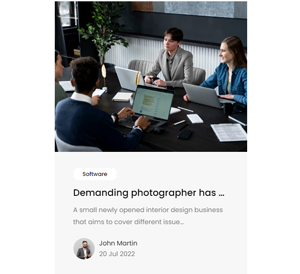 Software
Demanding photographer has ...
A small newly opened interior design business
that aims to cover different issue...
John Martin
20 Jul 2022